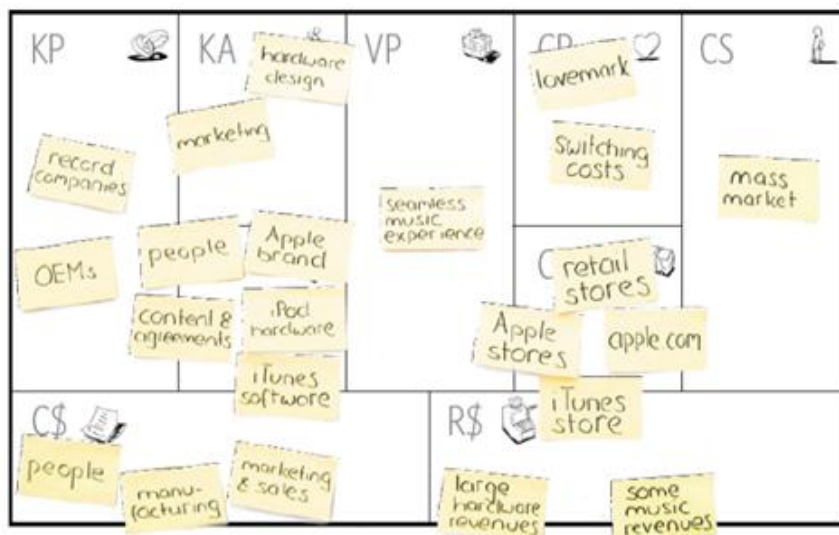 KP
KA
VP
CR
CS
hardware
design
marketing
record
companies
OEMs
people
Apple
brand
content &
agreements
iPod
hardware
iTunes
software
seamless
music
experience
lovemark
switching
costs
mass
market
C
retail
stores
Apple
stores
apple.com
iTunes
store
C$
people
manu-
facturing
marketing
& sales
R$
large
hardware
revenues
some
music
revenues